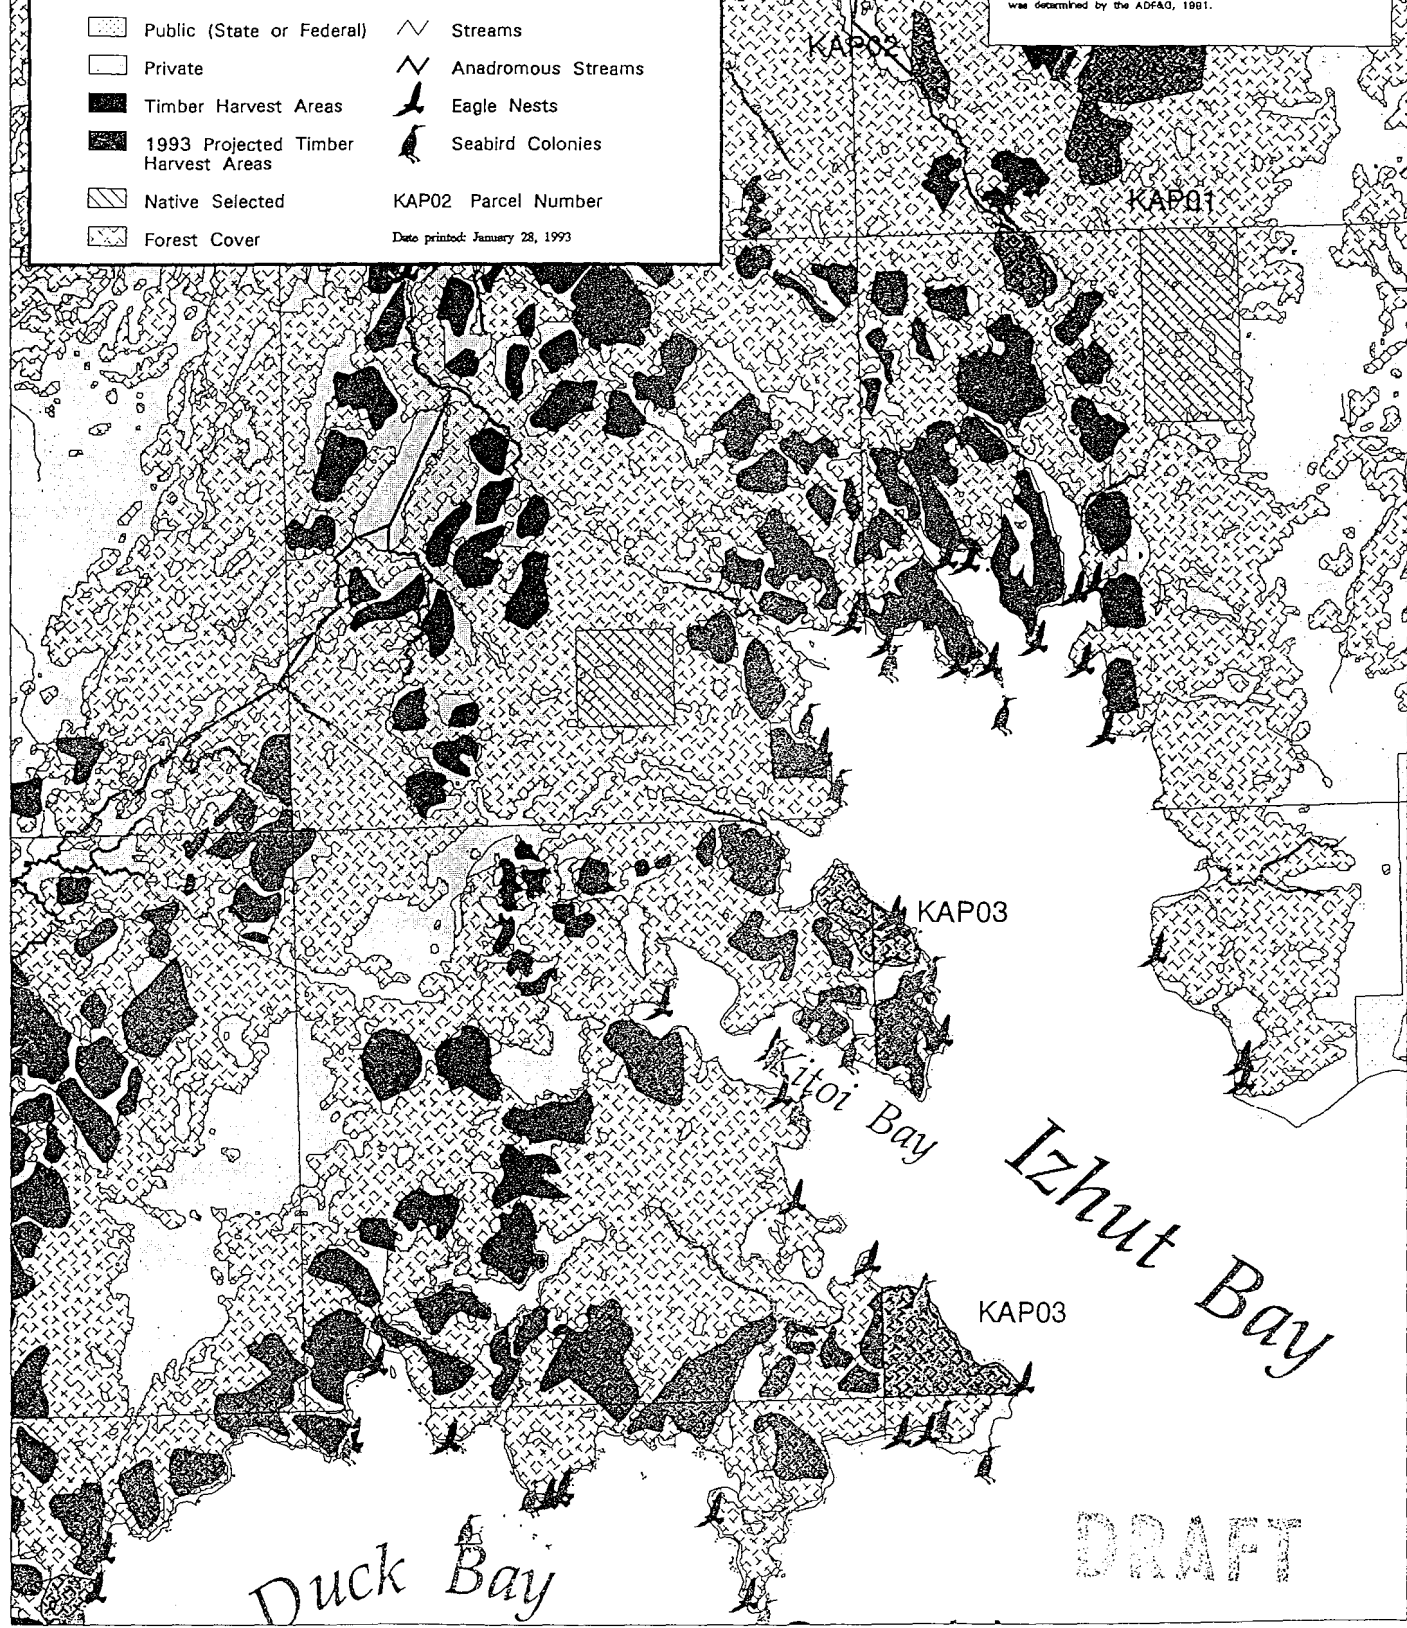 was determined by the ADF&G, 1991.
Public (State or Federal)
Streams
Private
Anadromous Streams
Timber Harvest Areas
Eagle Nests
1993 Projected Timber
Harvest Areas
Seabird Colonies
Native Selected
KAP02 Parcel Number
Forest Cover
Date printed: January 28, 1993
KAP02
KAP01
KAP03
Kitoi Bay
Izhut Bay
KAP03
DRAFT
Duck Bay